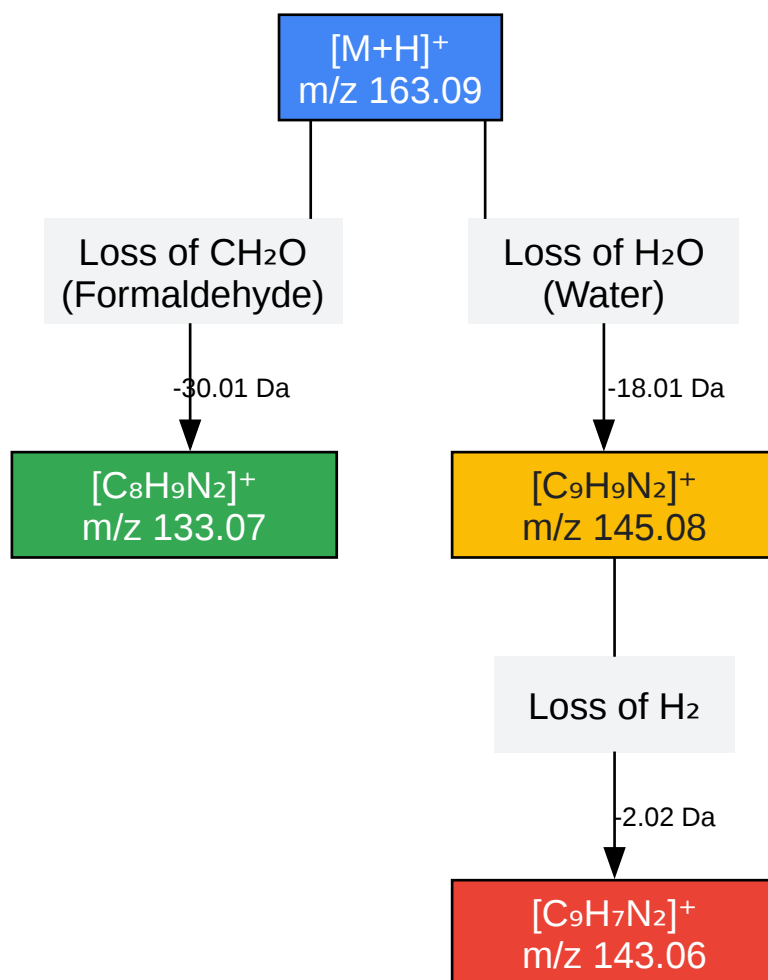 [M+H]⁺
m/z 163.09
Loss of CH₂O
(Formaldehyde)
Loss of H₂O
(Water)
-30.01 Da
-18.01 Da
[C₈H₉N₂]⁺
m/z 133.07
[C₉H₉N₂]⁺
m/z 145.08
Loss of H₂
-2.02 Da
[C₉H₇N₂]⁺
m/z 143.06